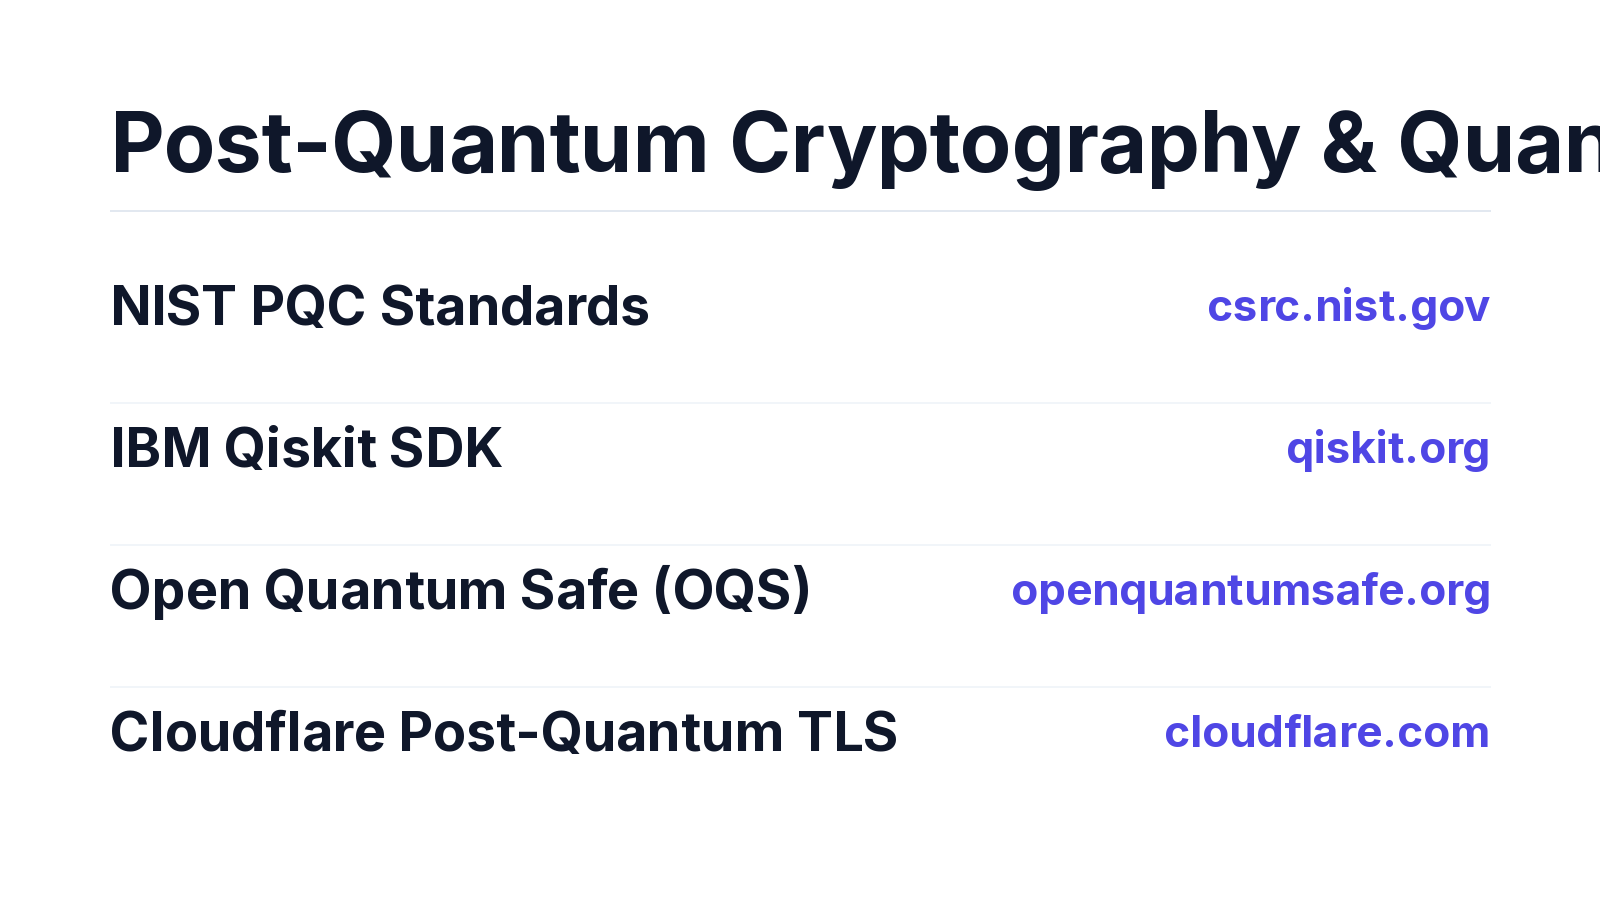 Post-Quantum Cryptography &
NIST PQC Standards csrc.nist.gov
IBM Qiskit SDK qiskit.org
Open Quantum Safe (OQS) openquantumsafe.org
Cloudflare Post-Quantum TLS cloudflare.com